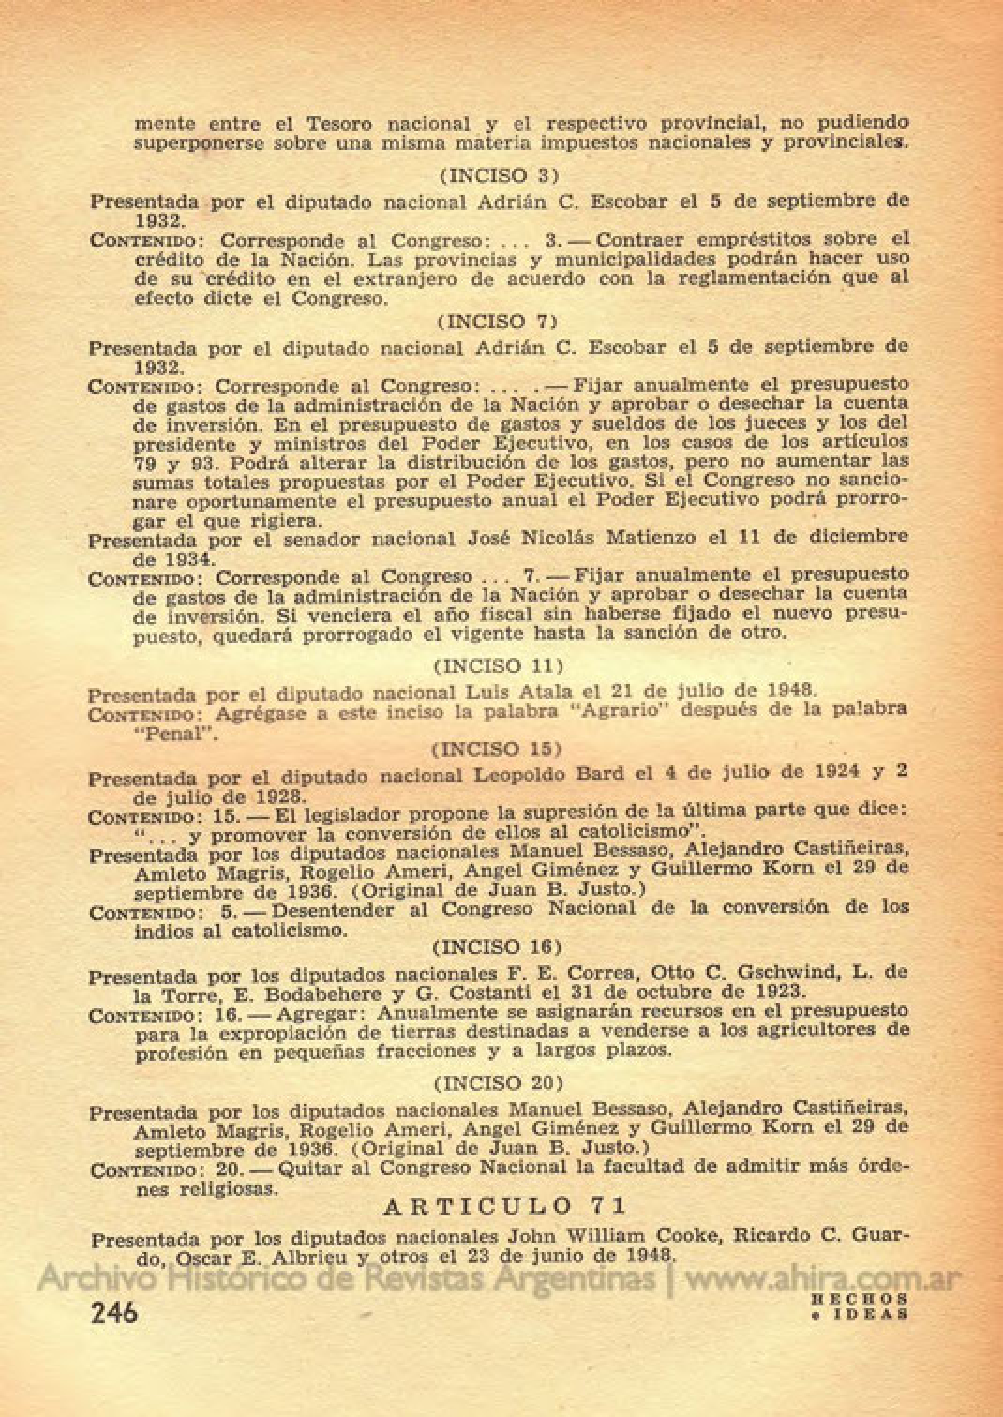 mente entre el Tesoro nacional y el respectivo provincial, no pudiendo
superponerse sobre una misma materia impuestos nacionales y provinciales.
(INCISO 3)
Presentada por el diputado nacional Adrián C. Escobar el 5 de septiembre de
1932.
CONTENIDO: Corresponde al Congreso: ... 3. — Contraer empréstitos sobre el
crédito de la Nación. Las provincias y municipalidades podrán hacer uso
de su crédito en el extranjero de acuerdo con la reglamentación que al
efecto dicte el Congreso.
(INCISO 7)
Presentada por el diputado nacional Adrián C. Escobar el 5 de septiembre de
1932.
CONTENIDO: Corresponde al Congreso: ... . — Fijar anualmente el presupuesto
de gastos de la administración de la Nación y aprobar o desechar la cuenta
de inversión. En el presupuesto de gastos y sueldos de los jueces y los del
presidente y ministros del Poder Ejecutivo, en los casos de los artículos
79 y 93. Podrá alterar la distribución de los gastos, pero no aumentar las
sumas totales propuestas por el Poder Ejecutivo. Si el Congreso no sancio-
nare oportunamente el presupuesto anual el Poder Ejecutivo podrá prorro-
gar el que rigiera.
Presentada por el senador nacional José Nicolás Matienzo el 11 de diciembre
de 1934.
CONTENIDO: Corresponde al Congreso ... 7. — Fijar anualmente el presupuesto
de gastos de la administración de la Nación y aprobar o desechar la cuenta
de inversión. Si venciera el año fiscal sin haberse fijado el nuevo presu-
puesto, quedará prorrogado el vigente hasta la sanción de otro.
(INCISO 11)
Presentada por el diputado nacional Luis Atala el 21 de julio de 1948.
CONTENIDO: Agrégase a este inciso la palabra "Agrario" después de la palabra
"Penal".
(INCISO 15)
Presentada por el diputado nacional Leopoldo Bard el 4 de julio de 1924 y 2
de julio de 1928.
CONTENIDO: 15. — El legislador propone la supresión de la última parte que dice:
"... y promover la conversión de ellos al catolicismo".
Presentada por los diputados nacionales Manuel Bessaso, Alejandro Castiñeiras,
Amleto Magris, Rogelio Ameri, Angel Giménez y Guillermo Korn el 29 de
septiembre de 1936. (Original de Juan B. Justo.)
CONTENIDO: 5. — Desentender al Congreso Nacional de la conversión de los
indios al catolicismo.
(INCISO 16)
Presentada por los diputados nacionales F. E. Correa, Otto C. Gschwind, L. de
la Torre, E. Bodabehere y G. Costanti el 31 de octubre de 1923.
CONTENIDO: 16. — Agregar: Anualmente se asignarán recursos en el presupuesto
para la expropiación de tierras destinadas a venderse a los agricultores de
profesión en pequeñas fracciones y a largos plazos.
(INCISO 20)
Presentada por los diputados nacionales Manuel Bessaso, Alejandro Castiñeiras,
Amleto Magris, Rogelio Ameri, Angel Giménez y Guillermo Korn el 29 de
septiembre de 1936. (Original de Juan B. Justo.)
CONTENIDO: 20. — Quitar al Congreso Nacional la facultad de admitir más órde-
nes religiosas.
ARTICULO 71
Presentada por los diputados nacionales John William Cooke, Ricardo C. Guar-
do, Oscar E. Albrieu y otros el 23 de junio de 1948.
Archivo Histórico de Revistas Argentinas | www.ahira.com.ar
246
HECHOS
e IDEAS